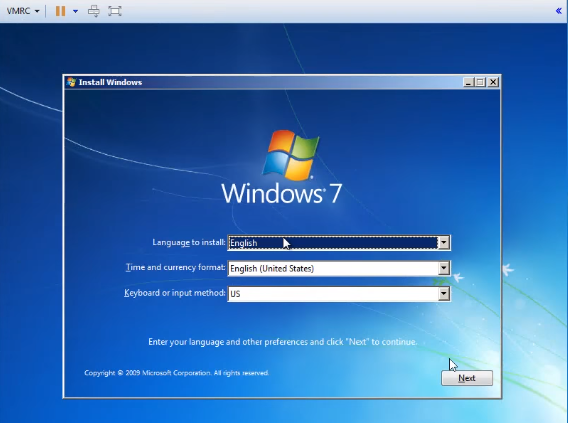 VMRC
Install Windows
Windows 7
Language to install: English
Time and currency format: English (United States)
Keyboard or input method: US
Enter your language and other preferences and click "Next" to continue.
Copyright © 2009 Microsoft Corporation. All rights reserved.
Next